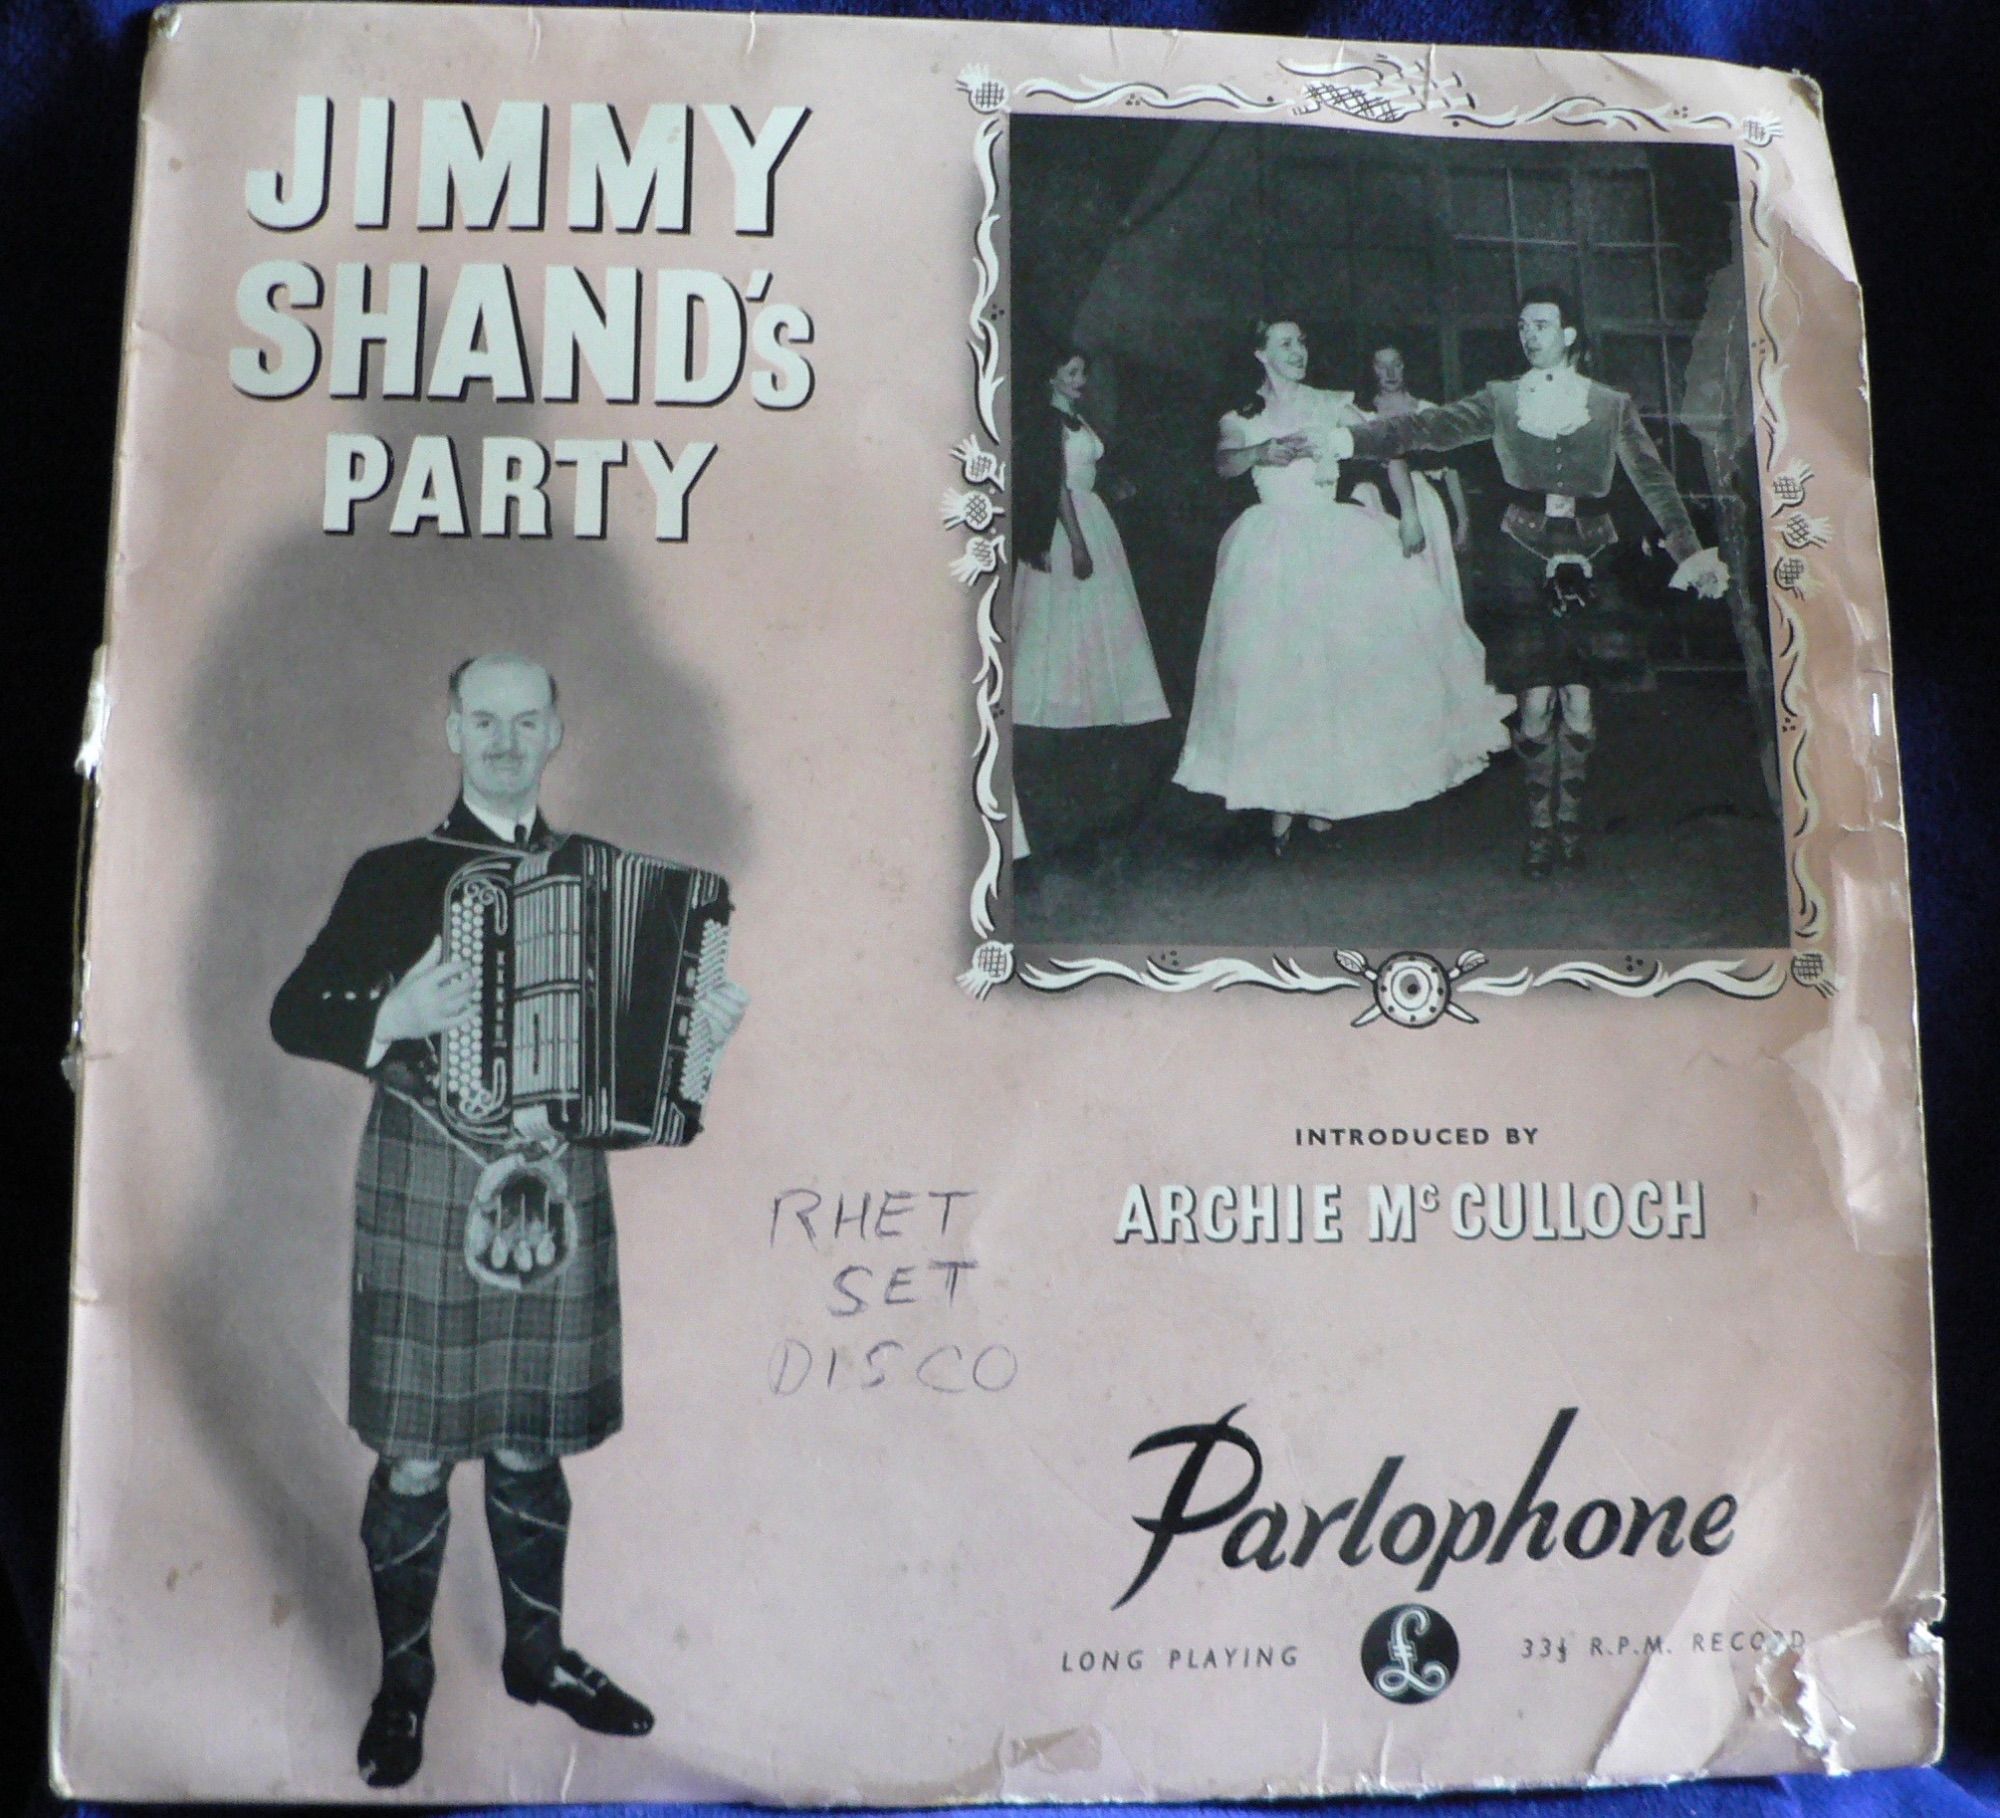 JIMMY
SHAND's
PARTY
INTRODUCED BY
ARCHIE McCULLOCH
RHET
SET
DISCO
Parlophone
LONG PLAYING £ 33⅓ R.P.M. RECORD